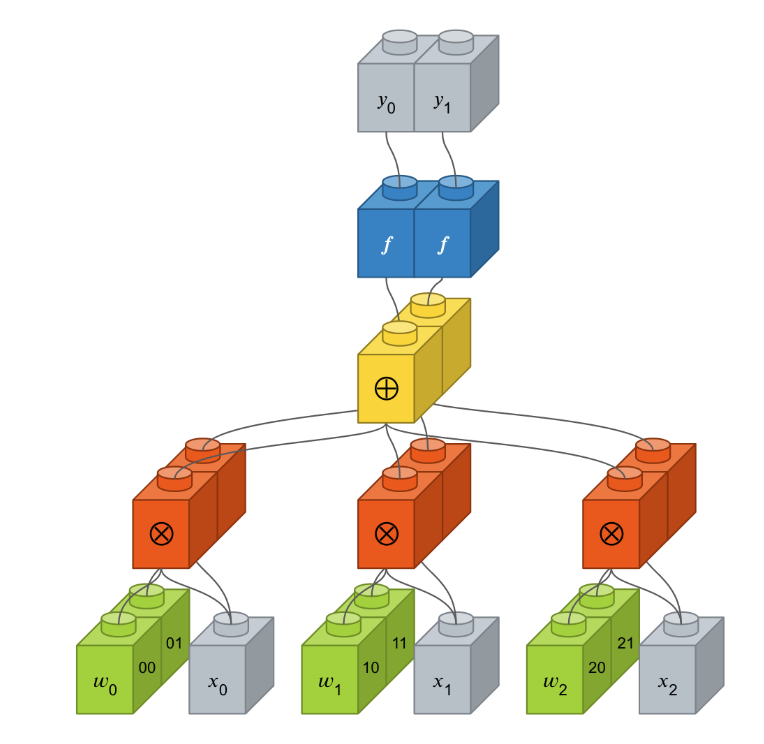 y₀ y₁
f f
⊕
⊗ ⊗ ⊗
w₀ 00 01 x₀ w₁ 10 11 x₁ w₂ 20 21 x₂